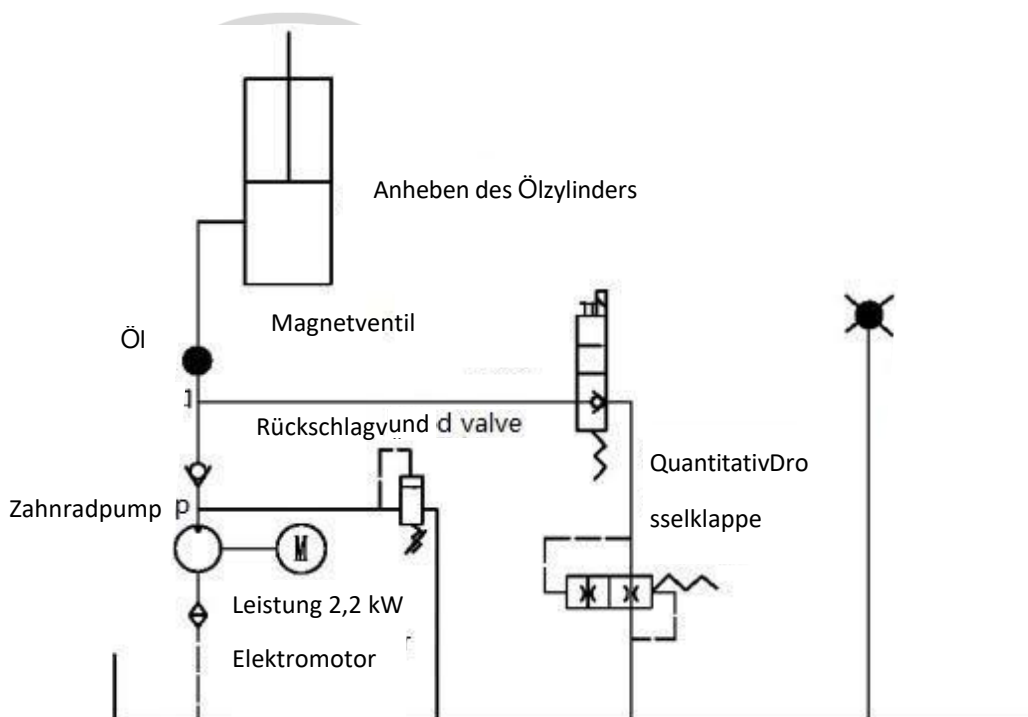 Anheben des Ölzylinders
Magnetventil
Öl
Rückschlagvund d valve
QuantitativDro
sselklappe
Zahnradpump p
M
Leistung 2,2 kW
Elektromotor